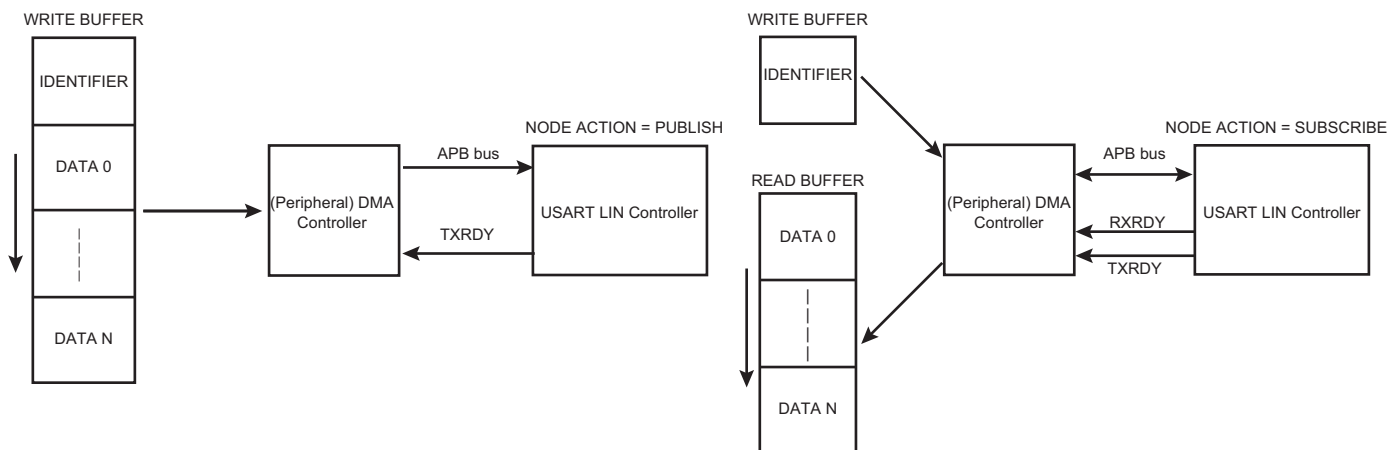 WRITE BUFFER
IDENTIFIER
DATA 0
DATA N
(Peripheral) DMA
Controller
APB bus
TXRDY
NODE ACTION = PUBLISH
USART LIN Controller
WRITE BUFFER
IDENTIFIER
READ BUFFER
DATA 0
DATA N
(Peripheral) DMA
Controller
APB bus
RXRDY
TXRDY
NODE ACTION = SUBSCRIBE
USART LIN Controller